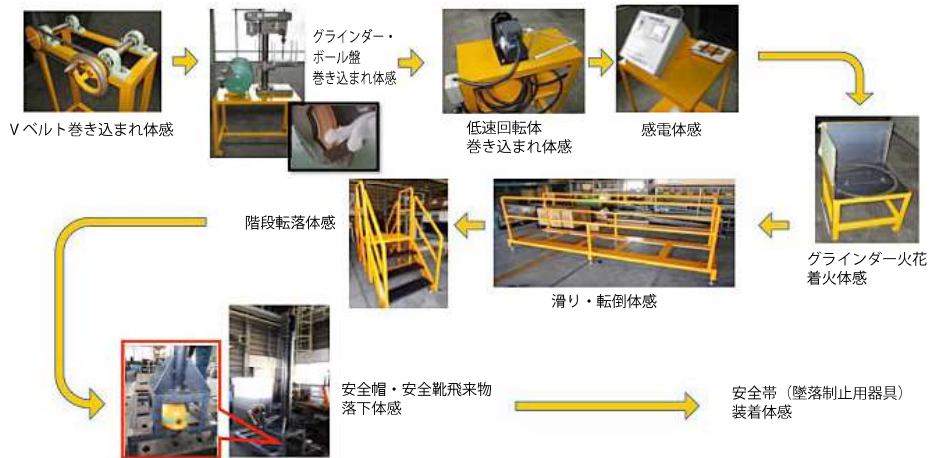 Vベルト巻き込まれ体感
グラインダー・
ボール盤
巻き込まれ体感
低速回転体
巻き込まれ体感
感電体感
グラインダー火花
着火体感
滑り・転倒体感
階段転落体感
安全帽・安全靴飛来物
落下体感
安全帯（墜落制止用器具）
装着体感